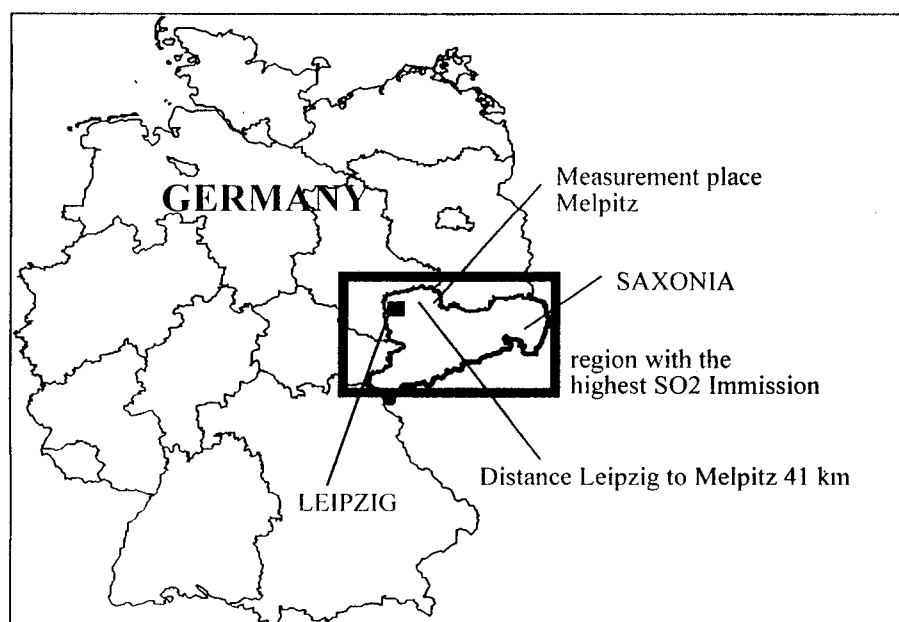 GERMANY
Measurement place
Melpitz
SAXONIA
region with the
highest SO2 Immission
Distance Leipzig to Melpitz 41 km
LEIPZIG